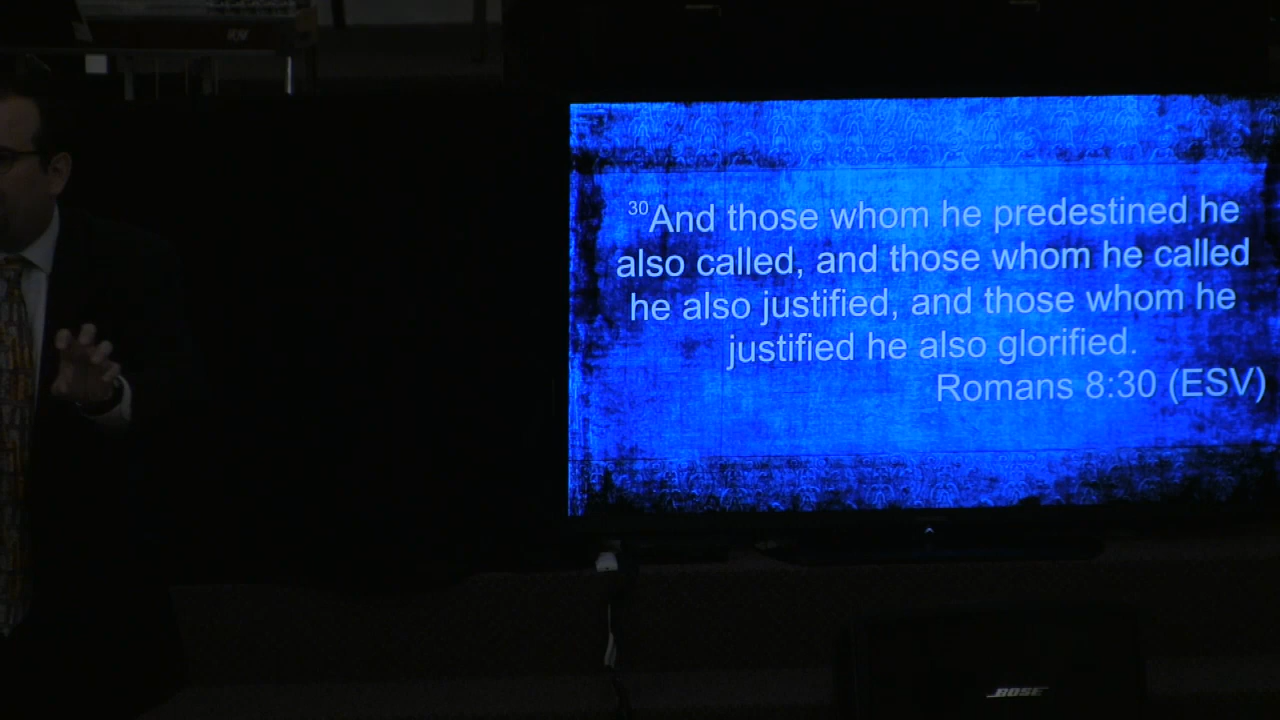 30And those whom he predestined he
also called, and those whom he called
he also justified, and those whom he
justified he also glorified.
Romans 8:30 (ESV)
BOSE